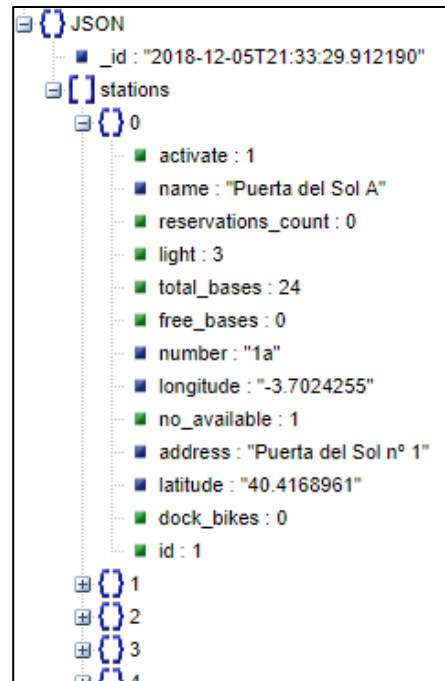 JSON
_id : "2018-12-05T21:33:29.912190"
stations
0
activate : 1
name : "Puerta del Sol A"
reservations_count : 0
light : 3
total_bases : 24
free_bases : 0
number : "1a"
longitude : "-3.7024255"
no_available : 1
address : "Puerta del Sol nº 1"
latitude : "40.4168961"
dock_bikes : 0
id : 1
1
2
3
4